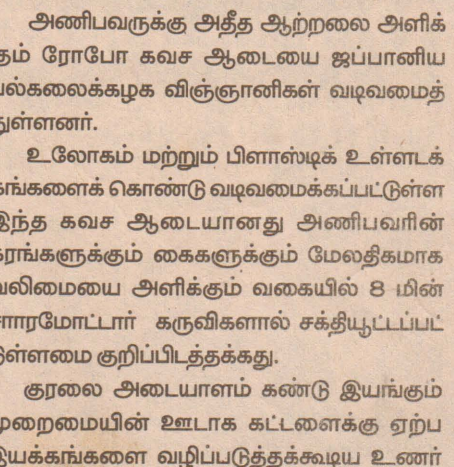 அணிபவருக்கு அதீத ஆற்றலை அளிக்
கும் ரோபோ கவச ஆடையை ஜப்பானிய
பல்கலைக்கழக விஞ்ஞானிகள் வடிவமைத்
துள்ளனர்.
உலோகம் மற்றும் பிளாஸ்டிக் உள்ளடக்
கங்களைக் கொண்டு வடிவமைக்கப்பட்டுள்ள
இந்த கவச ஆடையானது அணிபவரின்
கரங்களுக்கும் கைகளுக்கும் மேலதிகமாக
வலிமையை அளிக்கும் வகையில் 8 மின்
சாரமோட்டார் கருவிகளால் சக்தியூட்டப்பட்
டுள்ளமை குறிப்பிடத்தக்கது.
குரலை அடையாளம் கண்டு இயங்கும்
முறைமையின் ஊடாக கட்டளைக்கு ஏற்ப
இயக்கங்களை வழிப்படுத்தக்கூடிய உணர்